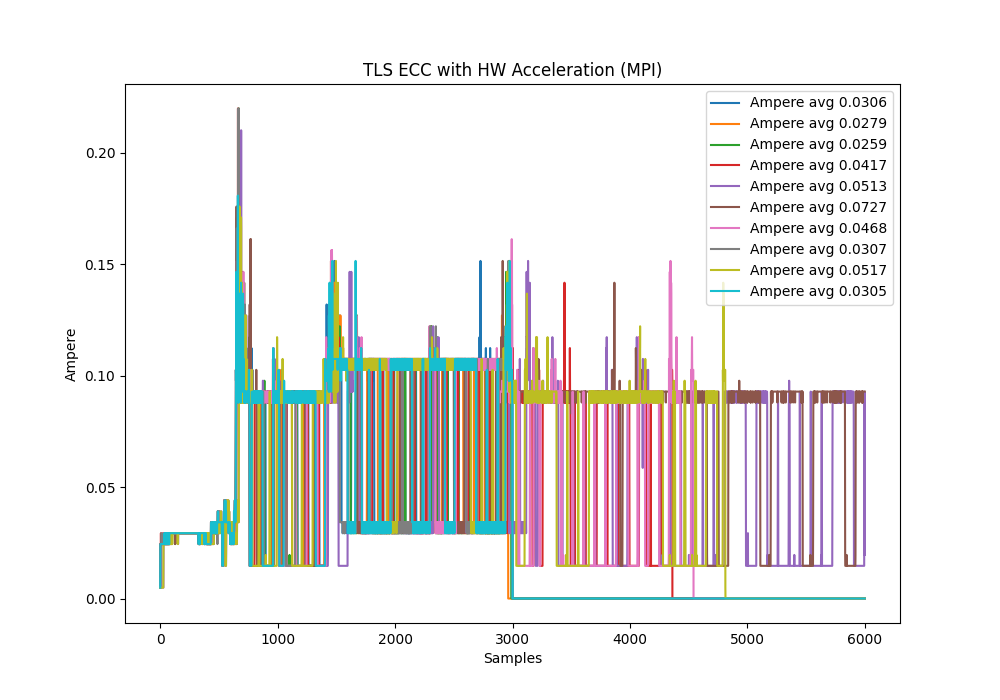 TLS ECC with HW Acceleration (MPI)
Ampere avg 0.0306
Ampere avg 0.0279
Ampere avg 0.0259
Ampere avg 0.0417
Ampere avg 0.0513
Ampere avg 0.0727
Ampere avg 0.0468
Ampere avg 0.0307
Ampere avg 0.0517
Ampere avg 0.0305
Ampere
0.20
0.15
0.10
0.05
0.00
0 1000 2000 3000 4000 5000 6000
Samples